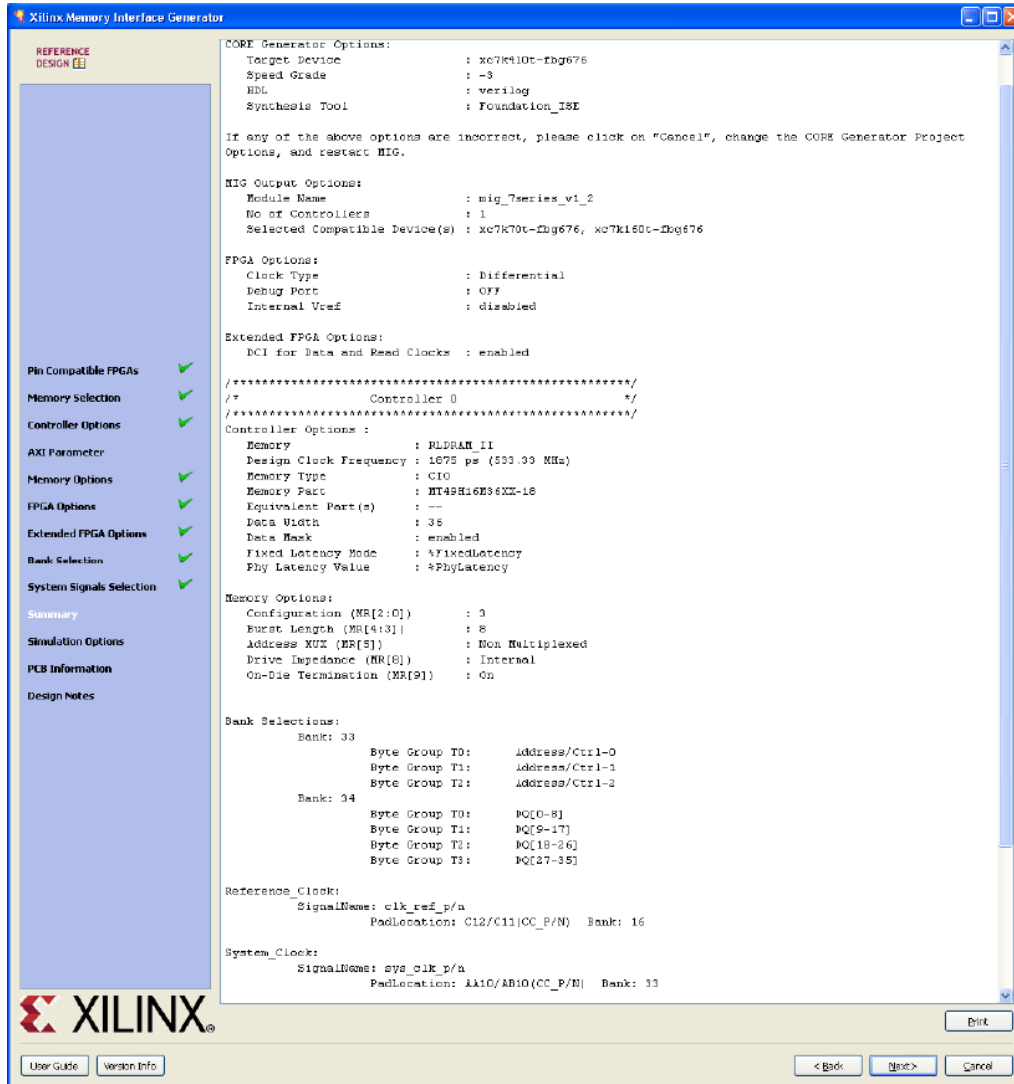 Xilinx Memory Interface Generator
REFERENCE
DESIGN
Pin Compatible FPGAs
Memory Selection
Controller Options
AXI Parameter
Memory Options
FPGA Options
Extended FPGA Options
Bank Selection
System Signals Selection
Summary
Simulation Options
PCB Information
Design Notes
CORE Generator Options:
Target Device : xc7k410t-fbg676
Speed Grade : -3
HDL : verilog
Synthesis Tool : Foundation_ISE
If any of the above options are incorrect, please click on "Cancel", change the CORE Generator Project
Options, and restart MIG.
MIG Output Options:
Module Name : mig_7series_v1_2
No of Controllers : 1
Selected Compatible Device(s) : xc7k70t-fbg676, xc7k160t-fbg676
FPGA Options:
Clock Type : Differential
Debug Port : OFF
Internal Vref : disabled
Extended FPGA Options:
DCI for Data and Read Clocks : enabled
/*******************************************************/
/* Controller 0 */
/*******************************************************/
Controller Options :
Memory : RLDRAM_II
Design Clock Frequency : 1875 ps (533.33 MHz)
Memory Type : CIO
Memory Part : MT49H16M36XX-18
Equivalent Part(s) : --
Data Width : 36
Data Mask : enabled
Fixed Latency Mode : %FixedLatency
Phy Latency Value : %PhyLatency
Memory Options:
Configuration (MR[2:0]) : 3
Burst Length (MR[4:3]) : 8
Address MUX (MR[5]) : Non Multiplexed
Drive Impedance (MR[8]) : Internal
On-Die Termination (MR[9]) : On
Bank Selections:
Bank: 33
Byte Group T0: Address/Ctrl-0
Byte Group T1: Address/Ctrl-1
Byte Group T2: Address/Ctrl-2
Bank: 34
Byte Group T0: DQ[0-8]
Byte Group T1: DQ[9-17]
Byte Group T2: DQ[18-26]
Byte Group T3: DQ[27-35]
Reference_Clock:
SignalName: clk_ref_p/n
PadLocation: C12/C11(CC_P/N) Bank: 16
System_Clock:
SignalName: sys_clk_p/n
PadLocation: AA10/AB10(CC_P/N) Bank: 33
XILINX®
Print
User Guide
Version Info
< Back
Next >
Cancel